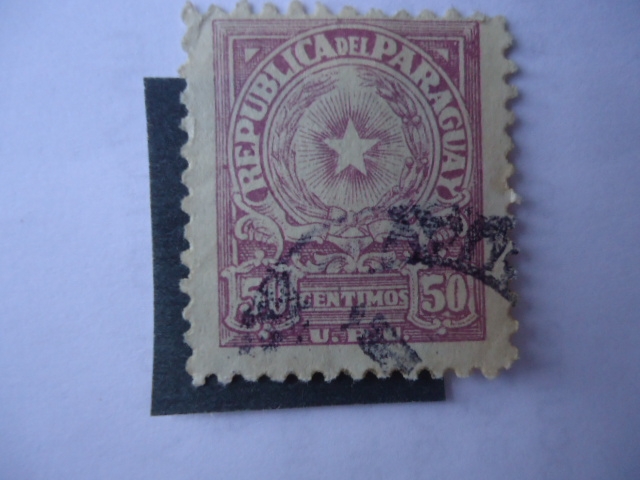 REPUBLICA DEL PARAGUAY
50 CENTIMOS 50
U. P. U.